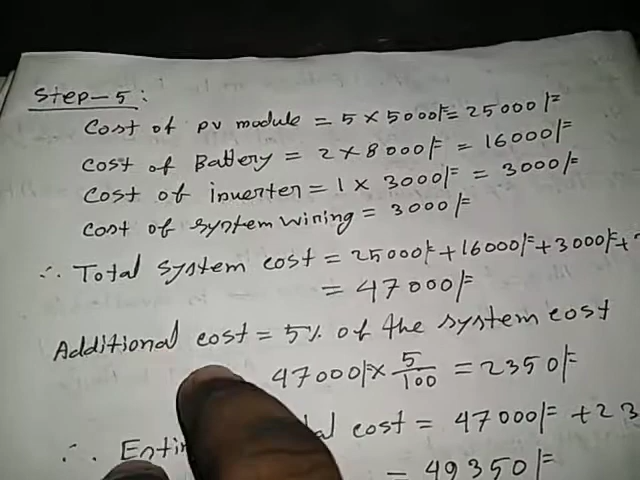 Step-5:
Cost of PV module = 5 × 5000/= = 25000/=
Cost of Battery = 2 × 8000/= = 16000/=
Cost of inverter = 1 × 3000/= = 3000/=
Cost of system wiring = 3000/=
∴ Total system cost = 25000/= + 16000/= + 3000/= +
= 47000/=
Additional cost = 5% of the system cost
47000/= × 5/100 = 2350/=
∴ cost = 47000/= + 23
= 49350/=